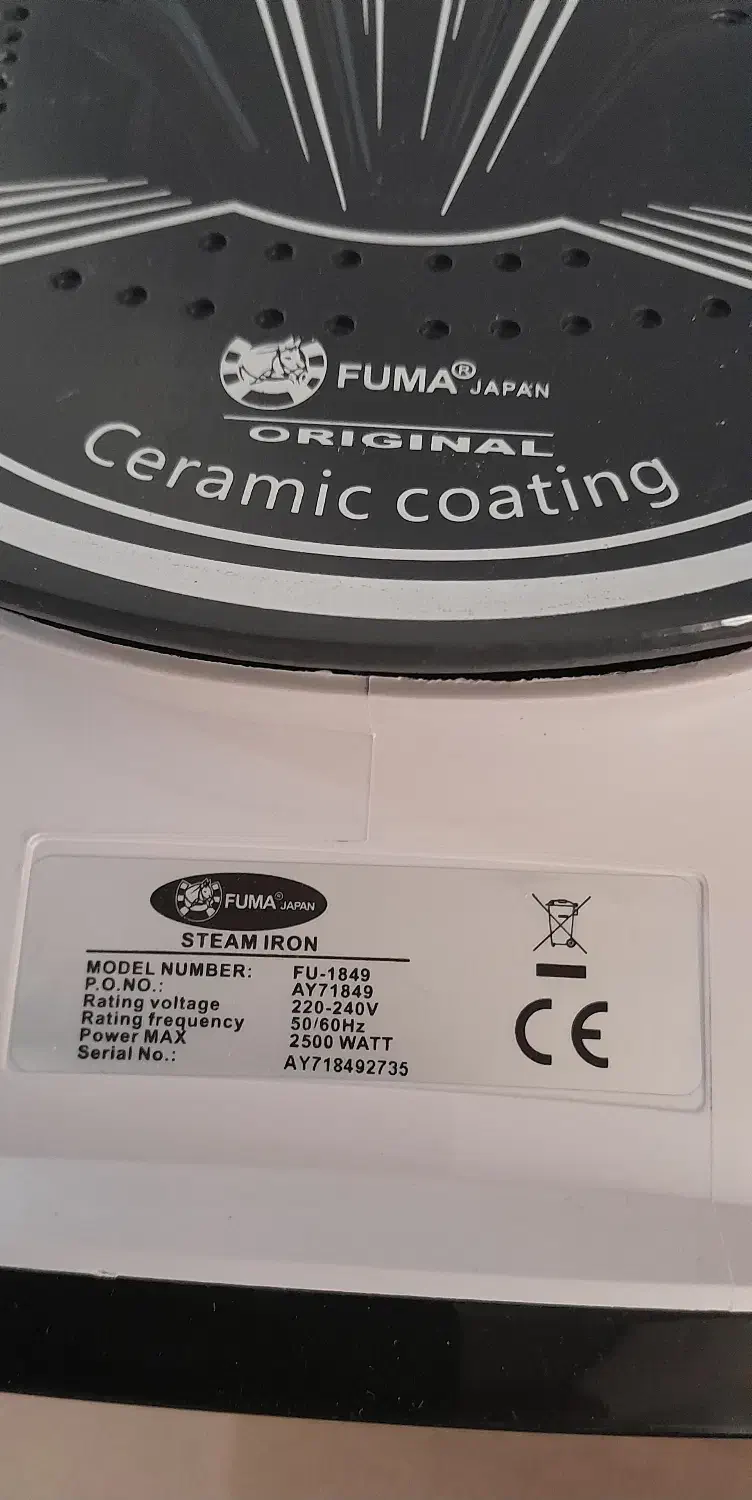 FUMA® JAPAN
ORIGINAL
Ceramic coating
FUMA® JAPAN
STEAM IRON
MODEL NUMBER: FU-1849
P.O.NO.: AY71849
Rating voltage 220-240V
Rating frequency 50/60Hz
Power MAX 2500 WATT
Serial No.: AY718492735
CE